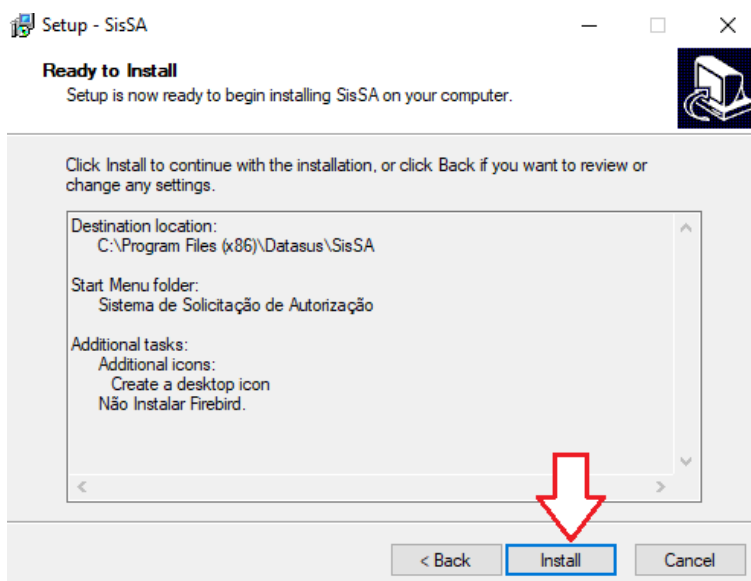 Setup - SisSA
Ready to Install
Setup is now ready to begin installing SisSA on your computer.
Click Install to continue with the installation, or click Back if you want to review or
change any settings.
Destination location:
C:\Program Files (x86)\Datasus\SisSA
Start Menu folder:
Sistema de Solicitação de Autorização
Additional tasks:
Additional icons:
Create a desktop icon
Não Instalar Firebird.
< Back
Install
Cancel